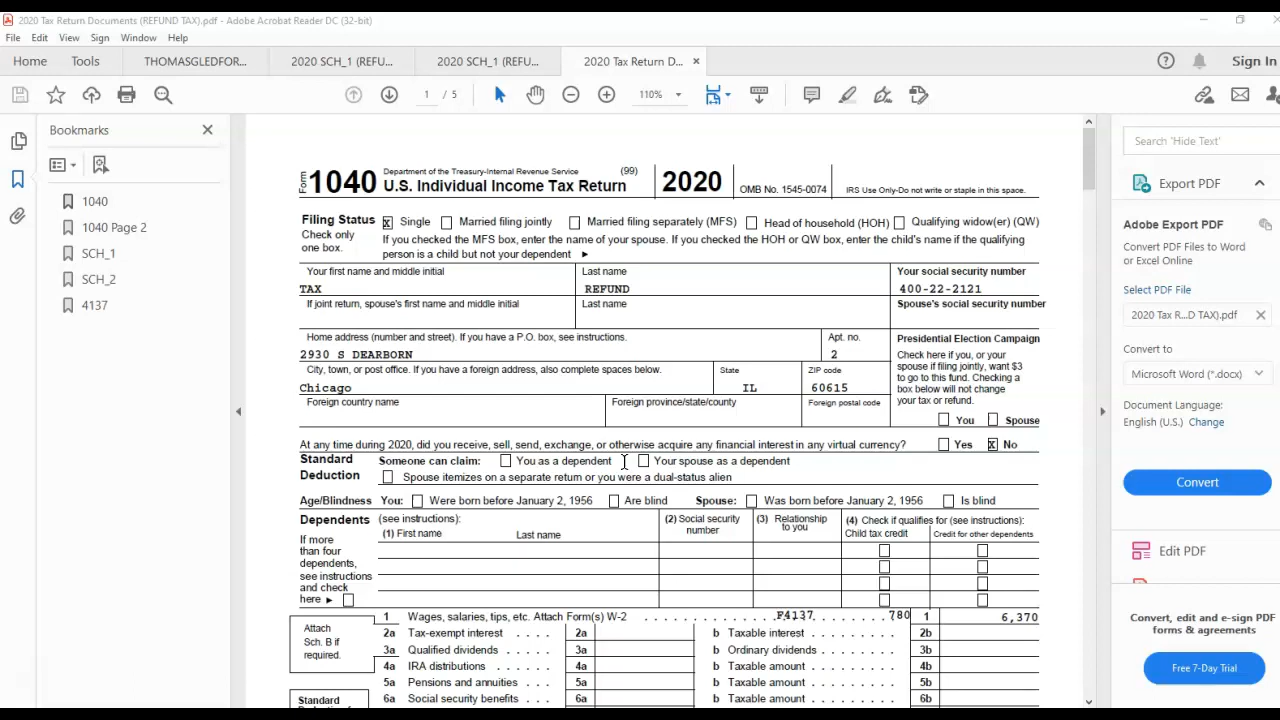 2020 Tax Return Documents (REFUND TAX).pdf - Adobe Acrobat Reader DC (32-bit)
File Edit View Sign Window Help
Home Tools THOMASGLEDFOR... 2020 SCH_1 (REFU... 2020 SCH_1 (REFU... 2020 Tax Return D... × Sign In
1 / 5 110%
Bookmarks
1040
1040 Page 2
SCH_1
SCH_2
4137
Form 1040 Department of the Treasury-Internal Revenue Service (99)
U.S. Individual Income Tax Return 2020 OMB No. 1545-0074 IRS Use Only-Do not write or staple in this space.
Filing Status X Single Married filing jointly Married filing separately (MFS) Head of household (HOH) Qualifying widow(er) (QW)
Check only one box.
If you checked the MFS box, enter the name of your spouse. If you checked the HOH or QW box, enter the child's name if the qualifying
person is a child but not your dependent ►
Your first name and middle initial Last name Your social security number
TAX REFUND 400-22-2121
If joint return, spouse's first name and middle initial Last name Spouse's social security number
Home address (number and street). If you have a P.O. box, see instructions. Apt. no.
2930 S DEARBORN 2
City, town, or post office. If you have a foreign address, also complete spaces below. State ZIP code
Chicago IL 60615
Foreign country name Foreign province/state/county Foreign postal code
Presidential Election Campaign
Check here if you, or your
spouse if filing jointly, want $3
to go to this fund. Checking a
box below will not change
your tax or refund.
You Spouse
At any time during 2020, did you receive, sell, send, exchange, or otherwise acquire any financial interest in any virtual currency? Yes X No
Standard Deduction
Someone can claim: You as a dependent Your spouse as a dependent
Spouse itemizes on a separate return or you were a dual-status alien
Age/Blindness You: Were born before January 2, 1956 Are blind Spouse: Was born before January 2, 1956 Is blind
Dependents (see instructions): (2) Social security number (3) Relationship to you (4) Check if qualifies for (see instructions):
(1) First name Last name Child tax credit Credit for other dependents
If more
than four
dependents,
see instructions
and check
here ►
Attach
Sch. B if
required.
1 Wages, salaries, tips, etc. Attach Form(s) W-2 . . . F4137 . . . 780 1 6,370
2a Tax-exempt interest . . . . 2a b Taxable interest . . . . . . . . . 2b
3a Qualified dividends . . . 3a b Ordinary dividends . . . . . . . . 3b
4a IRA distributions . . . . 4a b Taxable amount . . . . . . . . . 4b
5a Pensions and annuities . . . 5a b Taxable amount . . . . . . . . . 5b
6a Social security benefits . . . 6a b Taxable amount . . . . . . . . . 6b
Standard
Search 'Hide Text'
Export PDF
Adobe Export PDF
Convert PDF Files to Word
or Excel Online
Select PDF File
2020 Tax R...D TAX).pdf ×
Convert to
Microsoft Word (*.docx)
Document Language:
English (U.S.) Change
Convert
Edit PDF
Convert, edit and e-sign PDF
forms & agreements
Free 7-Day Trial